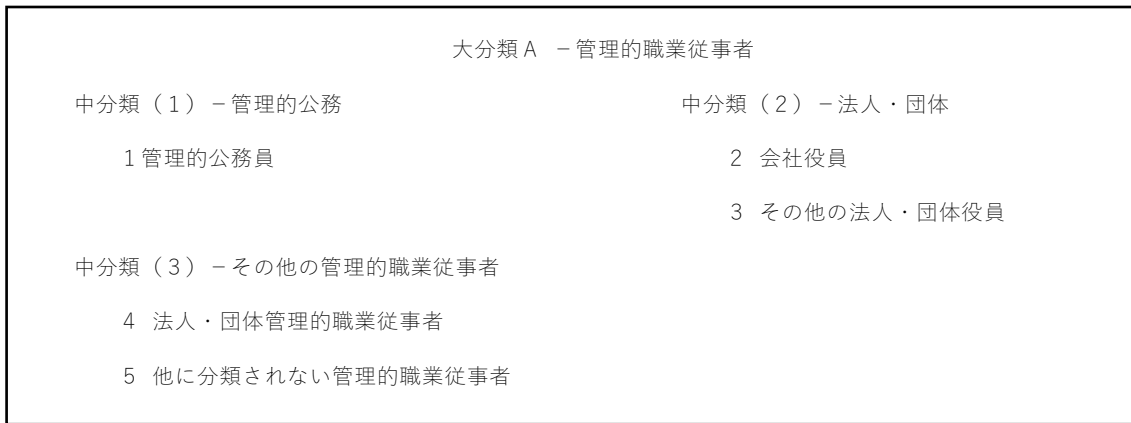 大分類A －管理的職業従事者
中分類（1）－管理的公務
1管理的公務員
中分類（2）－法人・団体
2 会社役員
3 その他の法人・団体役員
中分類（3）－その他の管理的職業従事者
4 法人・団体管理的職業従事者
5 他に分類されない管理的職業従事者